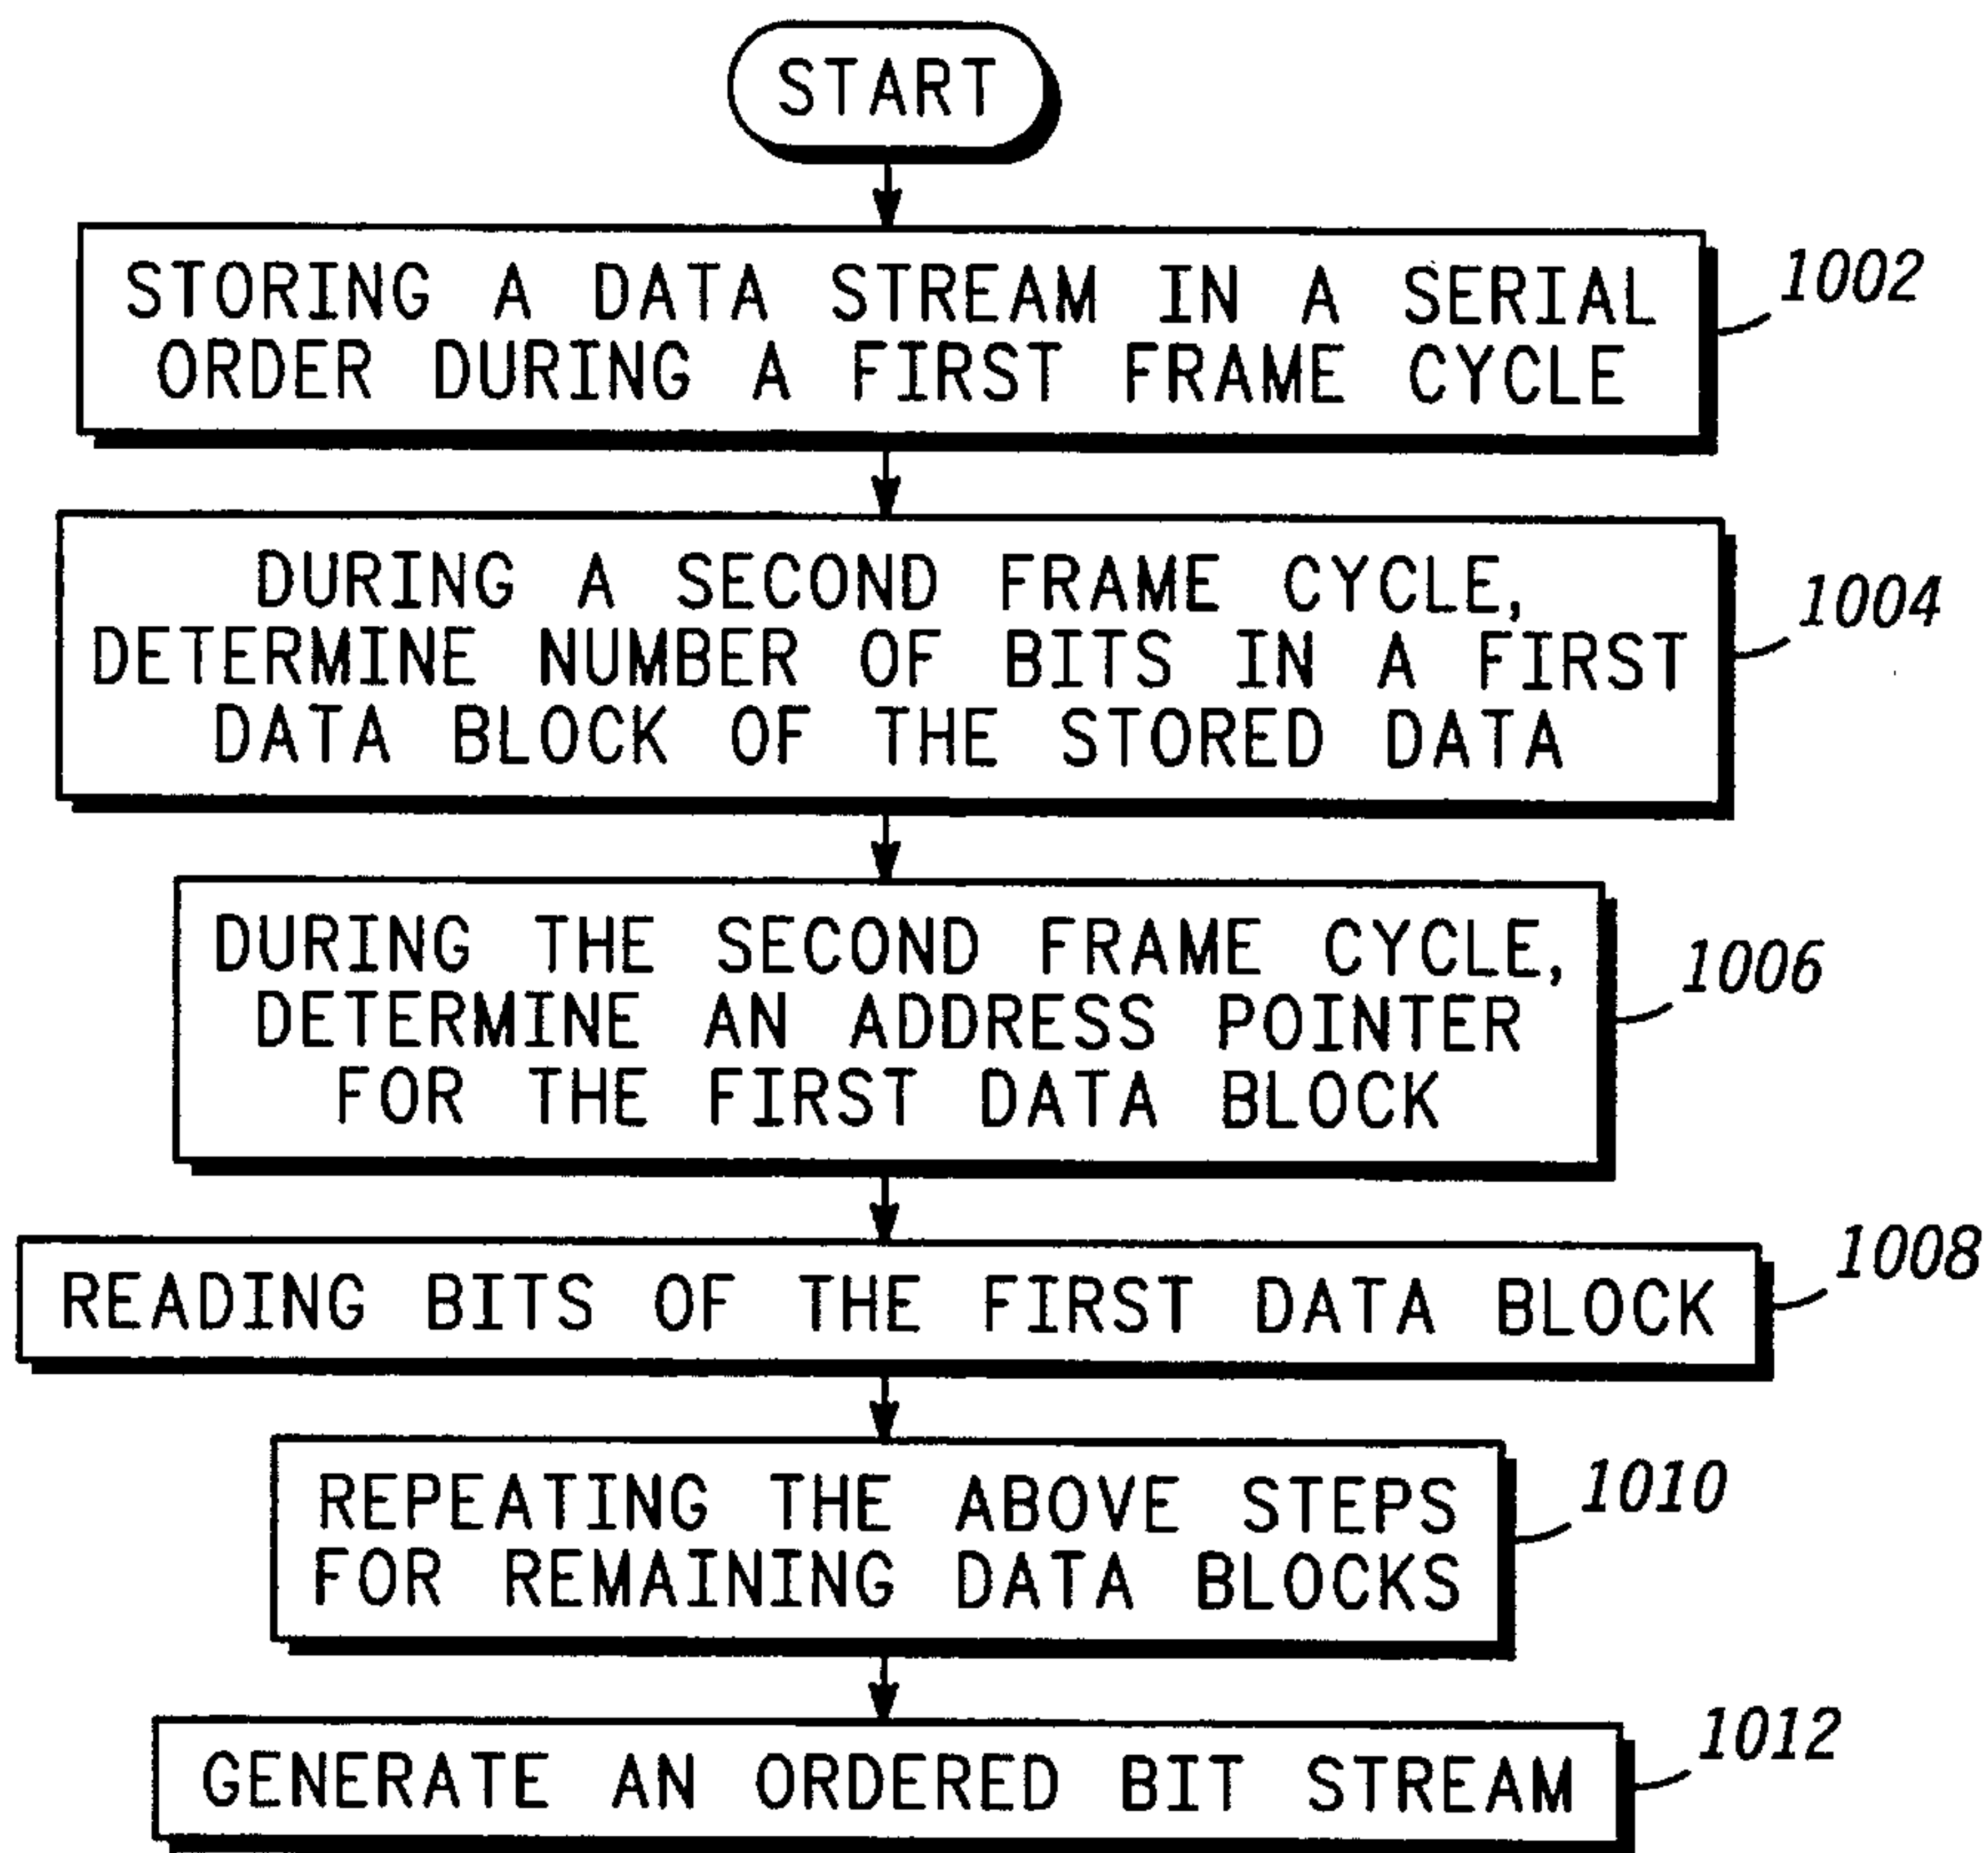 START
STORING A DATA STREAM IN A SERIAL
ORDER DURING A FIRST FRAME CYCLE
1002
DURING A SECOND FRAME CYCLE,
DETERMINE NUMBER OF BITS IN A FIRST
DATA BLOCK OF THE STORED DATA
1004
DURING THE SECOND FRAME CYCLE,
DETERMINE AN ADDRESS POINTER
FOR THE FIRST DATA BLOCK
1006
READING BITS OF THE FIRST DATA BLOCK
1008
REPEATING THE ABOVE STEPS
FOR REMAINING DATA BLOCKS
1010
GENERATE AN ORDERED BIT STREAM
1012